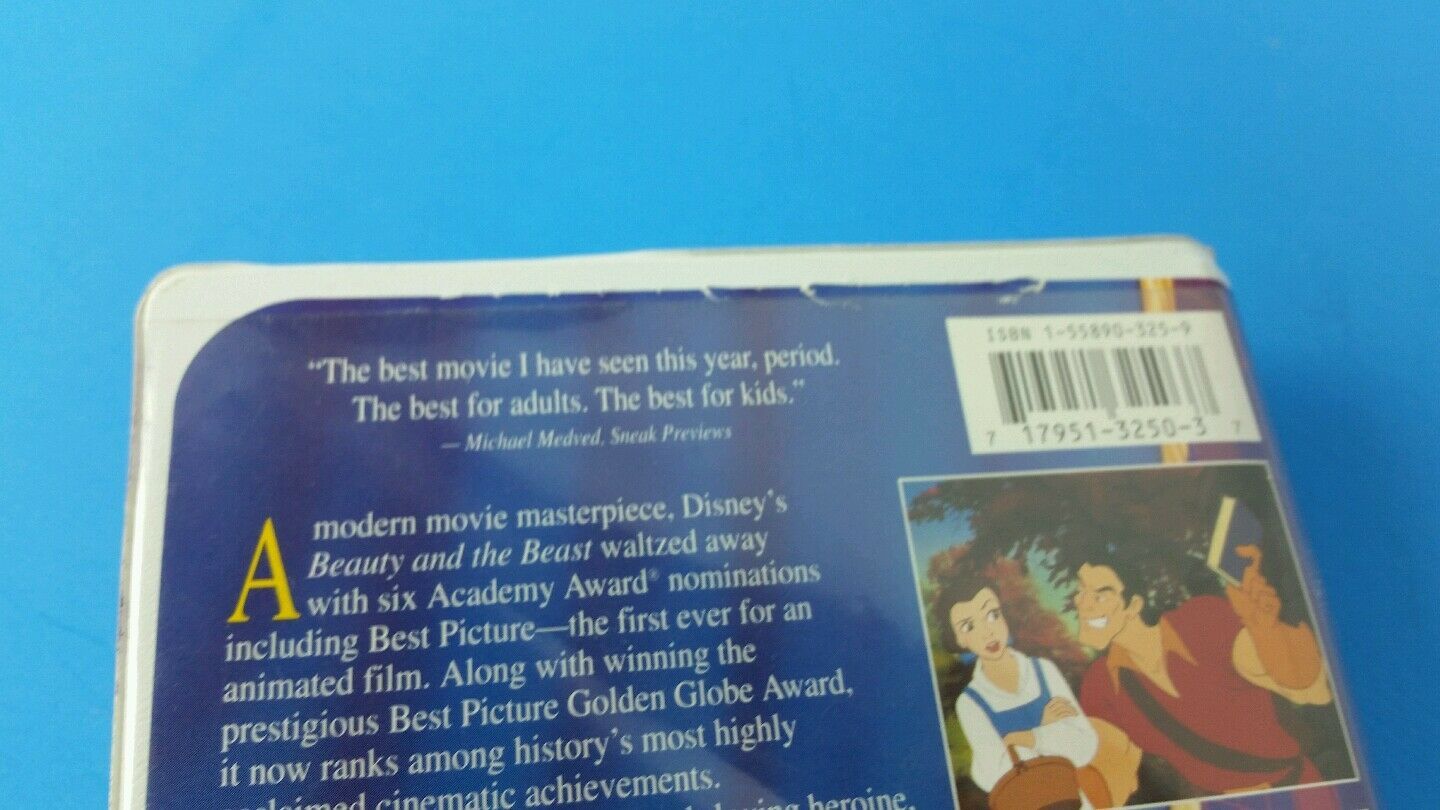 "The best movie I have seen this year, period.
The best for adults. The best for kids."
— Michael Medved, Sneak Previews
ISBN 1-55890-325-9
7 17951-3250-3 7
A modern movie masterpiece, Disney's
Beauty and the Beast waltzed away
with six Academy Award® nominations
including Best Picture—the first ever for an
animated film. Along with winning the
prestigious Best Picture Golden Globe Award,
it now ranks among history's most highly
acclaimed cinematic achievements.
heroine,